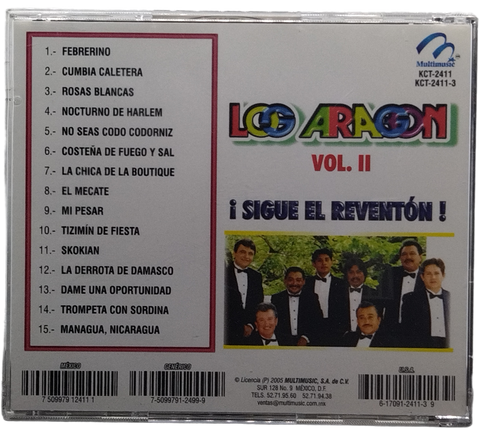 1.- FEBRERINO
2.- CUMBIA CALETERA
3.- ROSAS BLANCAS
4.- NOCTURNO DE HARLEM
5.- NO SEAS CODO CODORNIZ
6.- COSTEÑA DE FUEGO Y SAL
7.- LA CHICA DE LA BOUTIQUE
8.- EL MECATE
9.- MI PESAR
10.- TIZIMÍN DE FIESTA
11.- SKOKIAN
12.- LA DERROTA DE DAMASCO
13.- DAME UNA OPORTUNIDAD
14.- TROMPETA CON SORDINA
15.- MANAGUA, NICARAGUA
Multimusic
KCT-2411
KCT-2411-3
LOS ARAGON
VOL. II
¡ SIGUE EL REVENTÓN !
MÉXICO
7 509979 12411 1
GENÉRICO
7-5099791-2499-9
© Licencia (P) 2005 MULTIMUSIC, S.A. de C.V.
SUR 128 No. 9 MÉXICO, D.F.
TELS. 52.71.95.60 52.71.94.38
ventas@multimusic.com.mx
U.S.A.
6-17091-2411-3 9